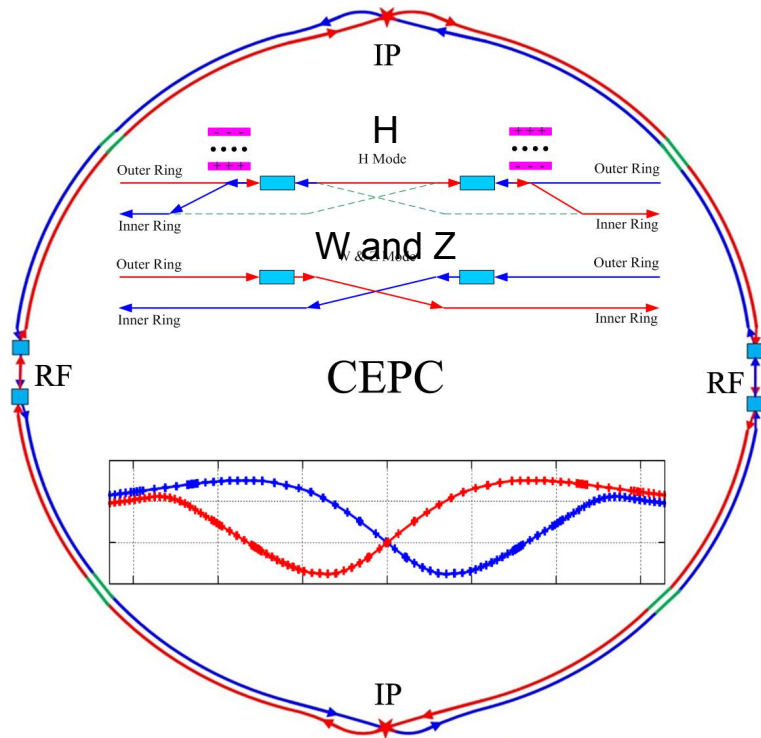 IP
H
- - -
+ + +
+ + +
- - -
H Mode
Outer Ring
Outer Ring
Inner Ring
Inner Ring
W and Z
W & Z Mode
Outer Ring
Outer Ring
Inner Ring
Inner Ring
RF
CEPC
RF
IP